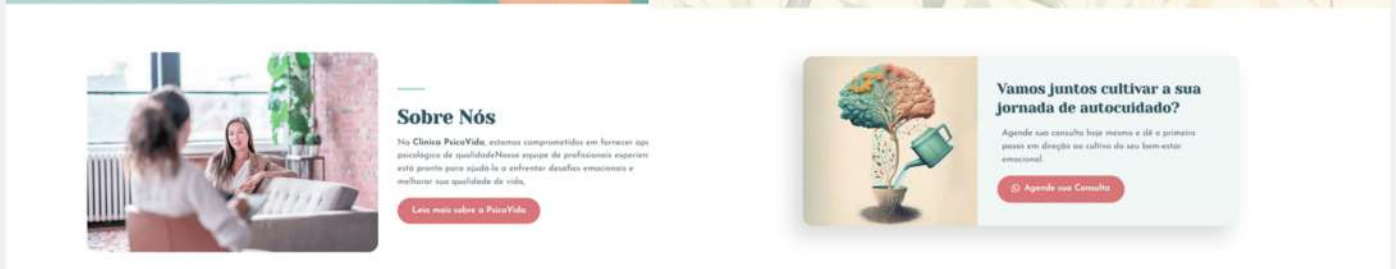 Sobre Nós
Na Clínica PsicoVida, estamos comprometidos em fornecer apo
psicológico de qualidadeNossa equipe de profissionais experien
está pronta para ajudá-lo a enfrentar desafios emocionais e
melhorar sua qualidade de vida,
Leia mais sobre a PsicoVida
Vamos juntos cultivar a sua
jornada de autocuidado?
Agende sua consulta hoje mesmo e dê o primeiro
passo em direção ao cultivo do seu bem-estar
emocional.
Agende sua Consulta